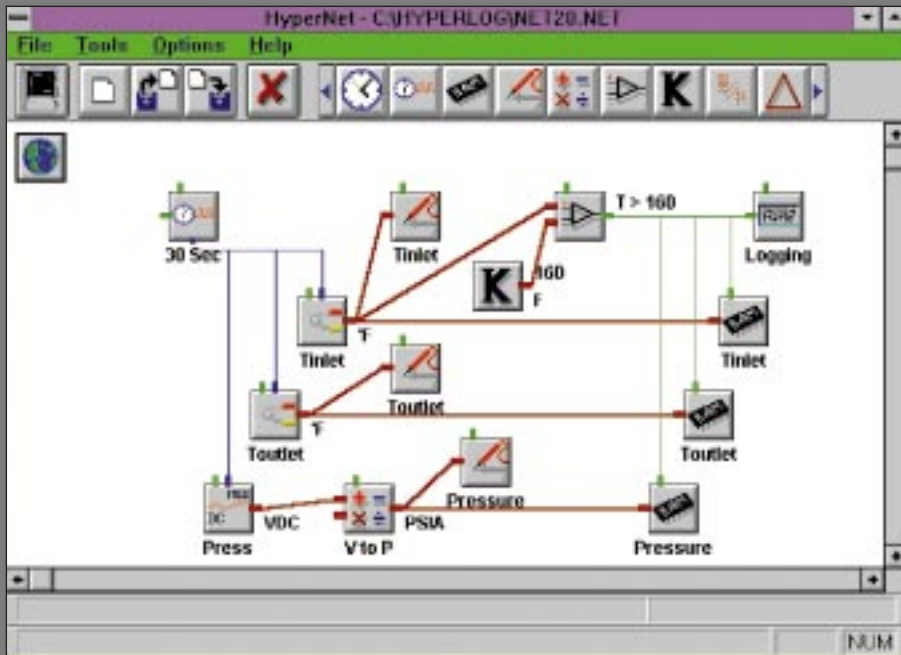 HyperNet - C:\HYPERLOG\NET20.NET
File Tools Options Help
K
T > 160
30 Sec
Tinlet
Logging
K
160
F
°F
Tinlet
Tinlet
Toutlet
°F
Toutlet
Toutlet
Pressure
DC
VDC
PSIA
Press
V to P
Pressure
NUM